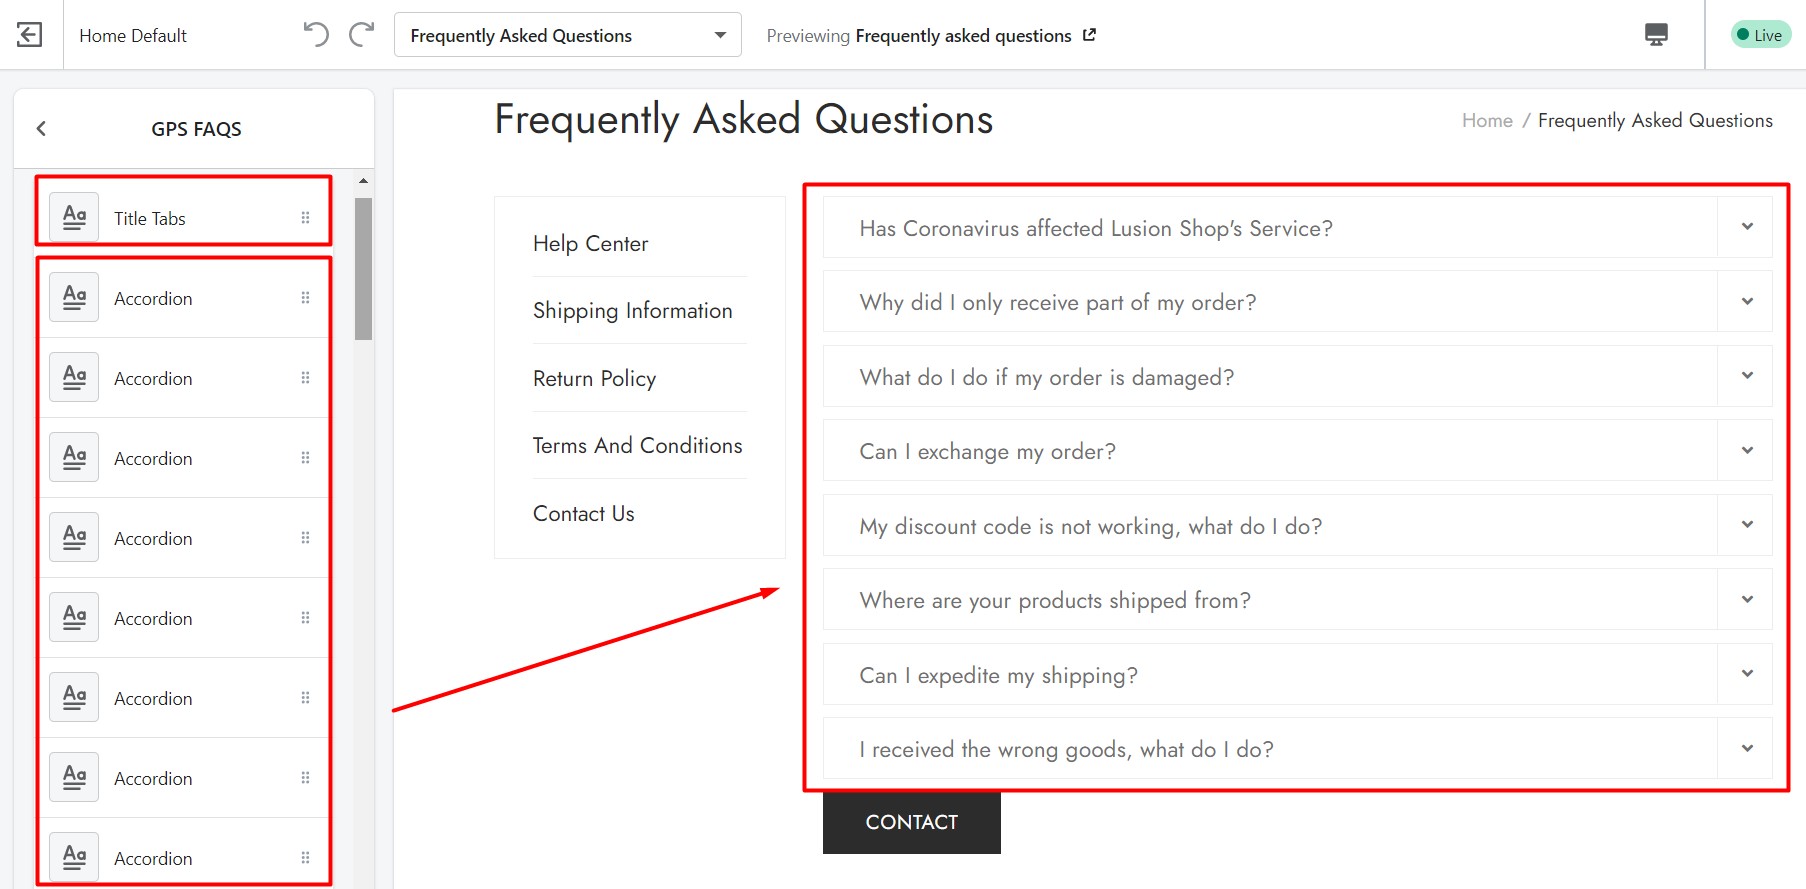 Home Default
Frequently Asked Questions
Previewing Frequently asked questions
Live
GPS FAQS
Aa Title Tabs
Aa Accordion
Aa Accordion
Aa Accordion
Aa Accordion
Aa Accordion
Aa Accordion
Aa Accordion
Aa Accordion
Frequently Asked Questions
Home / Frequently Asked Questions
Help Center
Shipping Information
Return Policy
Terms And Conditions
Contact Us
Has Coronavirus affected Lusion Shop's Service?
Why did I only receive part of my order?
What do I do if my order is damaged?
Can I exchange my order?
My discount code is not working, what do I do?
Where are your products shipped from?
Can I expedite my shipping?
I received the wrong goods, what do I do?
CONTACT